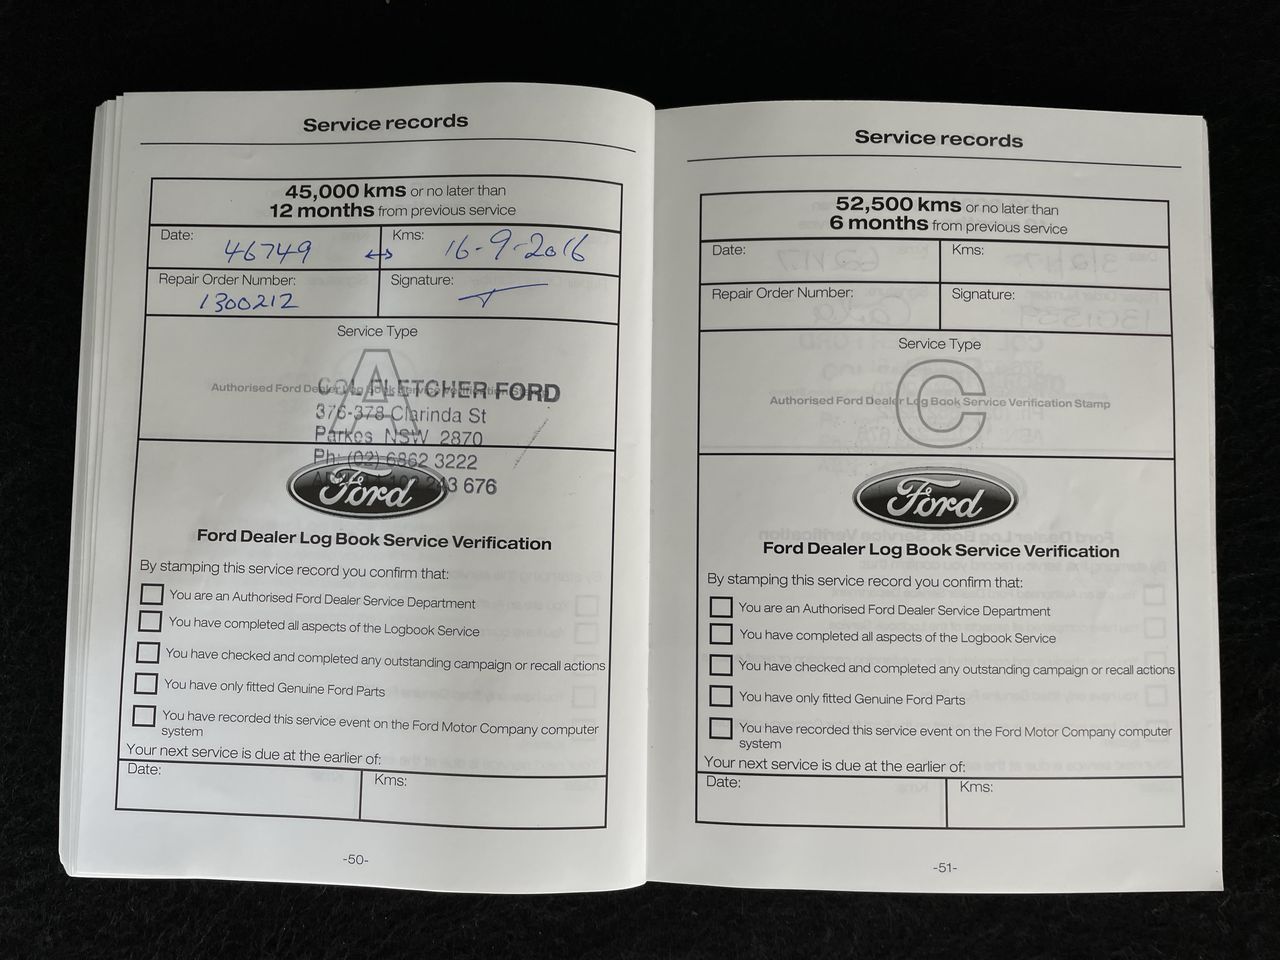 Service records
45,000 kms or no later than
12 months from previous service
Date: 46749 ↔ Kms: 16-9-2016
Repair Order Number: 1300212 Signature:
Service Type
A
Authorised Ford Dealer Log Book Service Verification Stamp
COL FLETCHER FORD
376-378 Clarinda St
Parkes NSW 2870
Ph: (02) 6862 3222
243 676
Ford
Ford Dealer Log Book Service Verification
By stamping this service record you confirm that:
You are an Authorised Ford Dealer Service Department
You have completed all aspects of the Logbook Service
You have checked and completed any outstanding campaign or recall actions
You have only fitted Genuine Ford Parts
You have recorded this service event on the Ford Motor Company computer
system
Your next service is due at the earlier of:
Date: Kms:
-50-
Service records
52,500 kms or no later than
6 months from previous service
Date: Kms:
Repair Order Number: Signature:
Service Type
C
Authorised Ford Dealer Log Book Service Verification Stamp
Ford
Ford Dealer Log Book Service Verification
By stamping this service record you confirm that:
You are an Authorised Ford Dealer Service Department
You have completed all aspects of the Logbook Service
You have checked and completed any outstanding campaign or recall actions
You have only fitted Genuine Ford Parts
You have recorded this service event on the Ford Motor Company computer
system
Your next service is due at the earlier of:
Date: Kms:
-51-